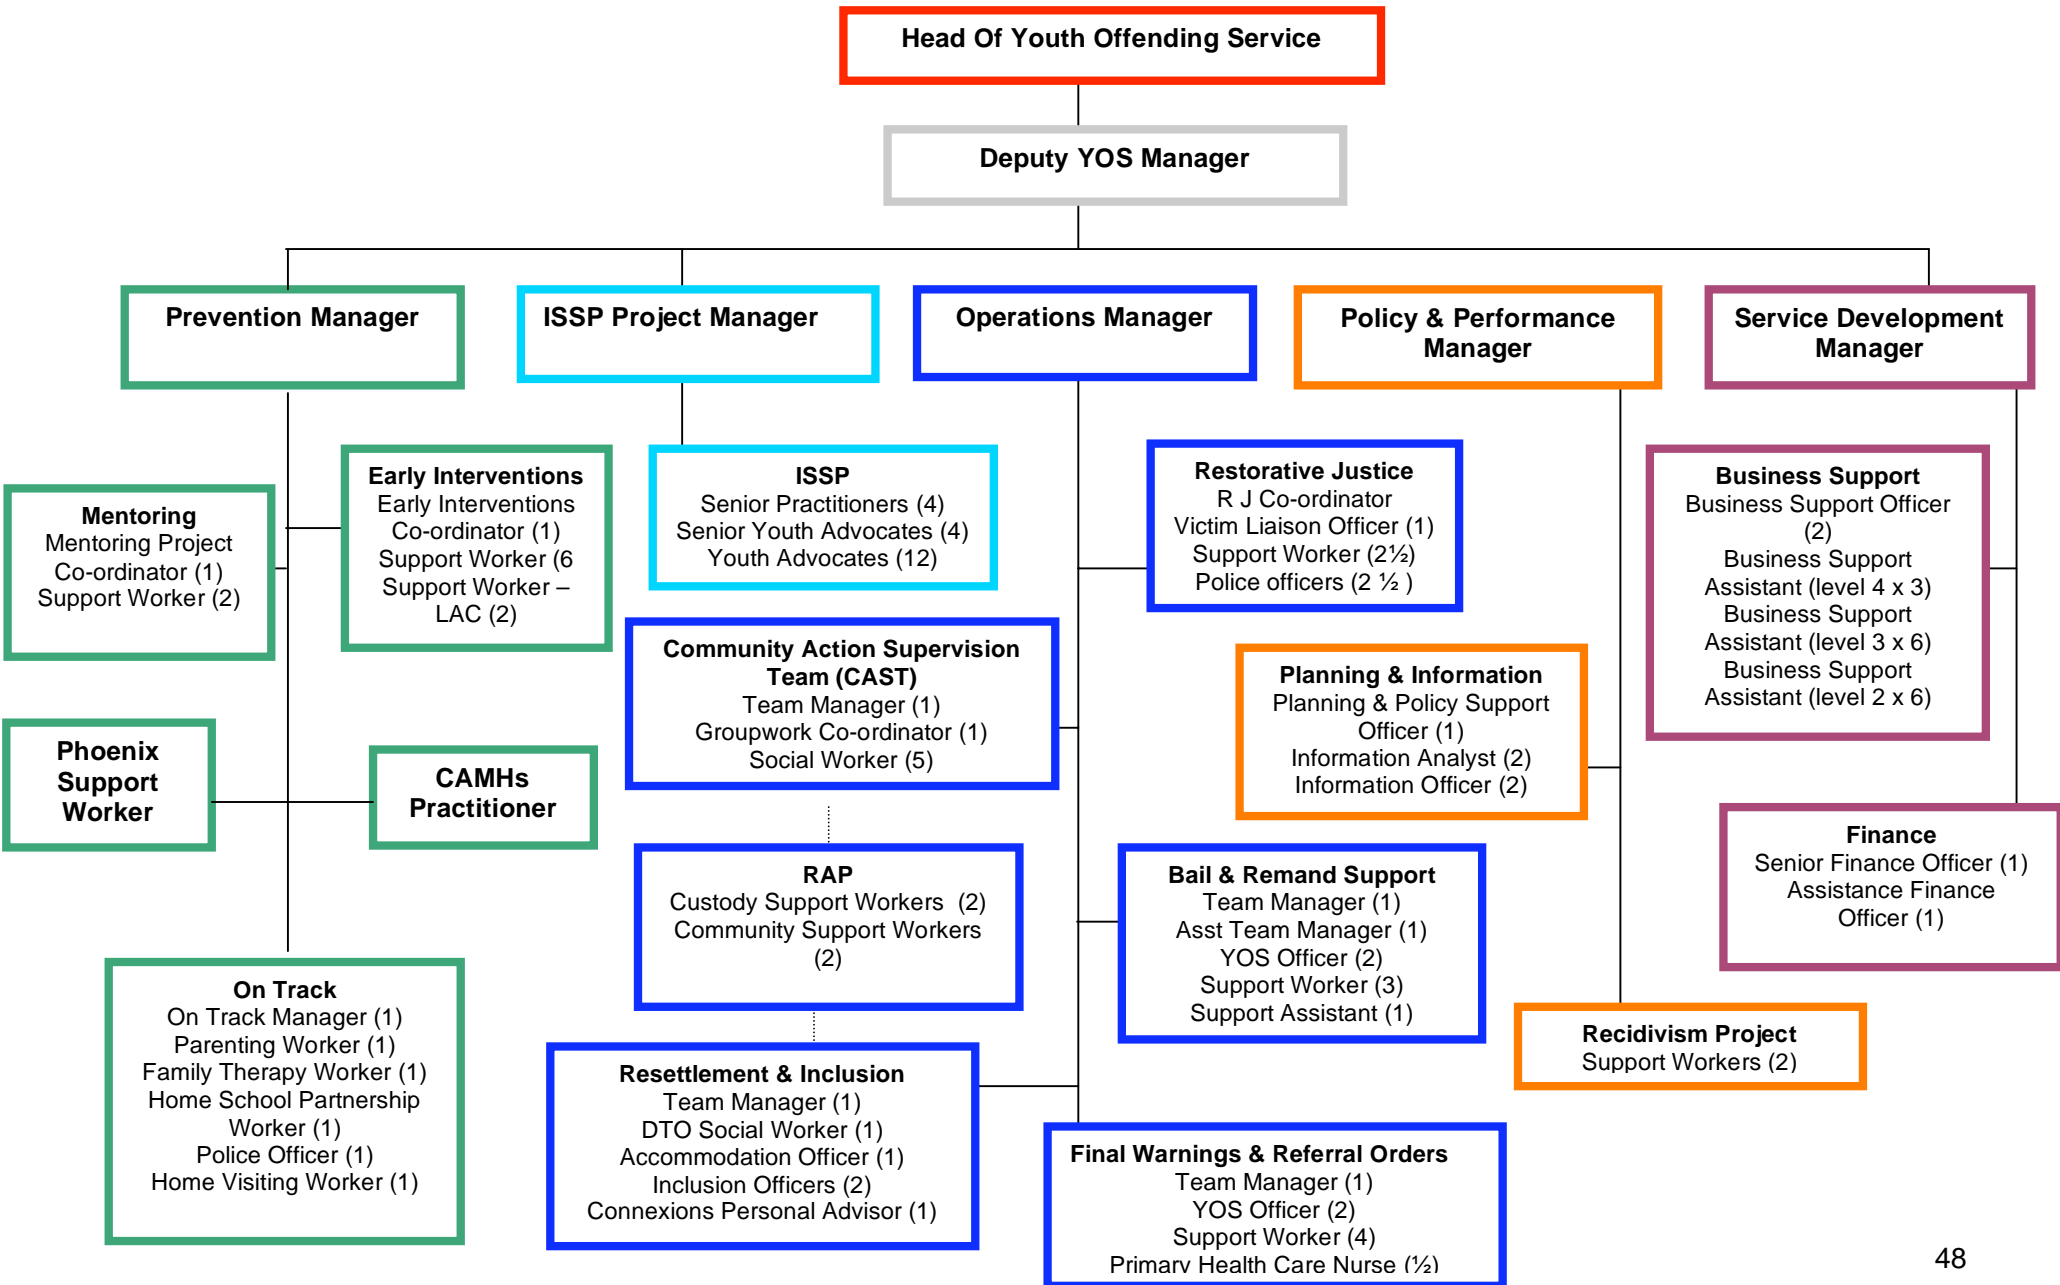 Head Of Youth Offending Service
Deputy YOS Manager
Prevention Manager
ISSP Project Manager
Operations Manager
Policy & Performance
Manager
Service Development
Manager
Mentoring
Mentoring Project
Co-ordinator (1)
Support Worker (2)
Early Interventions
Early Interventions
Co-ordinator (1)
Support Worker (6
Support Worker –
LAC (2)
ISSP
Senior Practitioners (4)
Senior Youth Advocates (4)
Youth Advocates (12)
Restorative Justice
R J Co-ordinator
Victim Liaison Officer (1)
Support Worker (2½)
Police officers (2 ½ )
Business Support
Business Support Officer
(2)
Business Support
Assistant (level 4 x 3)
Business Support
Assistant (level 3 x 6)
Business Support
Assistant (level 2 x 6)
Community Action Supervision
Team (CAST)
Team Manager (1)
Groupwork Co-ordinator (1)
Social Worker (5)
Planning & Information
Planning & Policy Support
Officer (1)
Information Analyst (2)
Information Officer (2)
Phoenix
Support
Worker
CAMHs
Practitioner
RAP
Custody Support Workers  (2)
Community Support Workers
(2)
Bail & Remand Support
Team Manager (1)
Asst Team Manager (1)
YOS Officer (2)
Support Worker (3)
Support Assistant (1)
Finance
Senior Finance Officer (1)
Assistance Finance
Officer (1)
On Track
On Track Manager (1)
Parenting Worker (1)
Family Therapy Worker (1)
Home School Partnership
Worker (1)
Police Officer (1)
Home Visiting Worker (1)
Resettlement & Inclusion
Team Manager (1)
DTO Social Worker (1)
Accommodation Officer (1)
Inclusion Officers (2)
Connexions Personal Advisor (1)
Recidivism Project
Support Workers (2)
Final Warnings & Referral Orders
Team Manager (1)
YOS Officer (2)
Support Worker (4)
Primary Health Care Nurse (½)
48